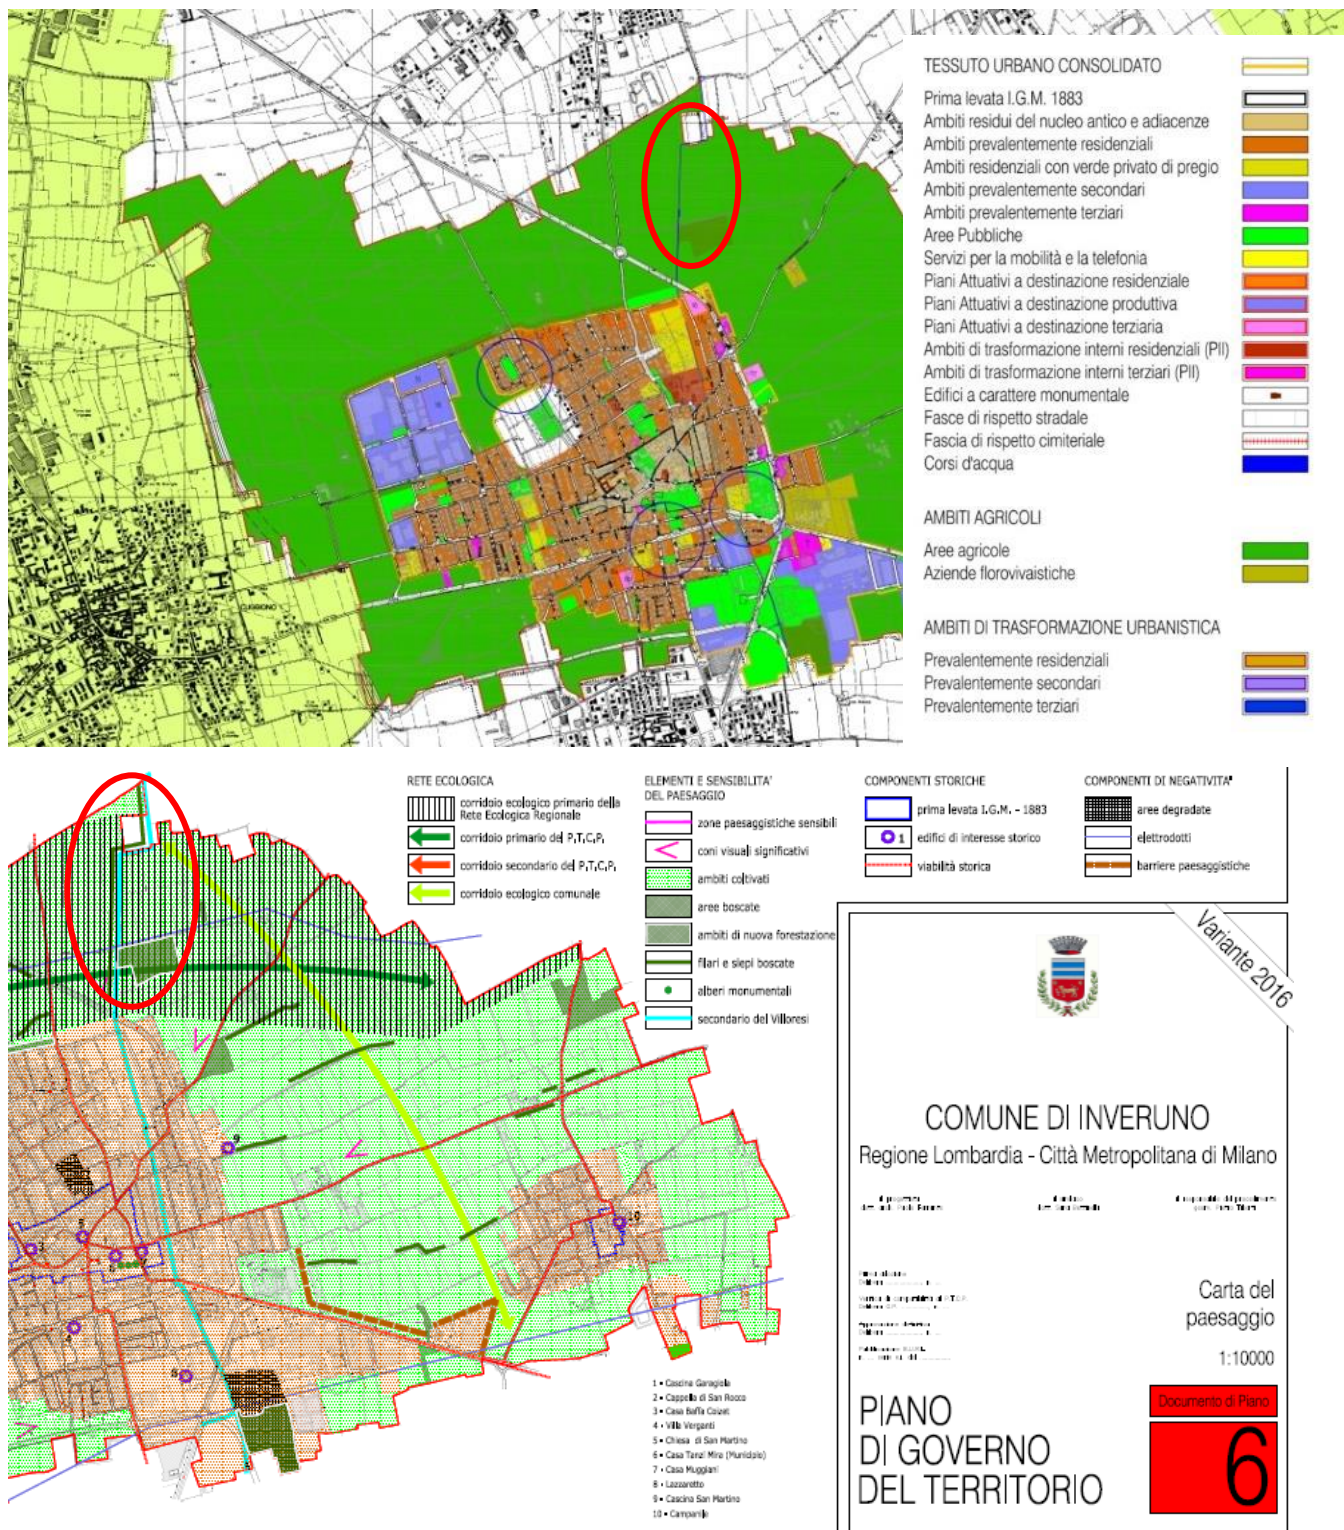 TESSUTO URBANO CONSOLIDATO
Prima levata I.G.M. 1883
Ambiti residui del nucleo antico e adiacenze
Ambiti prevalentemente residenziali
Ambiti residenziali con verde privato di pregio
Ambiti prevalentemente secondari
Ambiti prevalentemente terziari
Aree Pubbliche
Servizi per la mobilità e la telefonia
Piani Attuativi a destinazione residenziale
Piani Attuativi a destinazione produttiva
Piani Attuativi a destinazione terziaria
Ambiti di trasformazione interni residenziali (PII)
Ambiti di trasformazione interni terziari (PII)
Edifici a carattere monumentale
Fasce di rispetto stradale
Fascia di rispetto cimiteriale
Corsi d'acqua
AMBITI AGRICOLI
Aree agricole
Aziende florovivaistiche
AMBITI DI TRASFORMAZIONE URBANISTICA
Prevalentemente residenziali
Prevalentemente secondari
Prevalentemente terziari
CUGGIONO
RETE ECOLOGICA
corridoio ecologico primario della
Rete Ecologica Regionale
corridoio primario del P.T.C.P.
corridoio secondario del P.T.C.P.
corridoio ecologico comunale
ELEMENTI E SENSIBILITA'
DEL PAESAGGIO
zone paesaggistiche sensibili
coni visuali significativi
ambiti coltivati
aree boscate
ambiti di nuova forestazione
filari e siepi boscate
alberi monumentali
secondario del Villoresi
COMPONENTI STORICHE
prima levata I.G.M. - 1883
1 edifici di interesse storico
viabilità storica
COMPONENTI DI NEGATIVITA'
aree degradate
elettrodotti
barriere paesaggistiche
Variante 2016
COMUNE DI INVERUNO
Regione Lombardia - Città Metropolitana di Milano
Carta del
paesaggio
1:10000
PIANO
DI GOVERNO
DEL TERRITORIO
Documento di Piano
6
9
10
3
4
1 • Cascina Garagiola
2 • Cappella di San Rocco
3 • Casa Baffa Coizet
4 • Villa Verganti
5 • Chiesa di San Martino
6 • Casa Tanzi Mira (Municipio)
7 • Casa Muggiani
8 • Lazzaretto
9 • Cascina San Martino
10 • Campanile